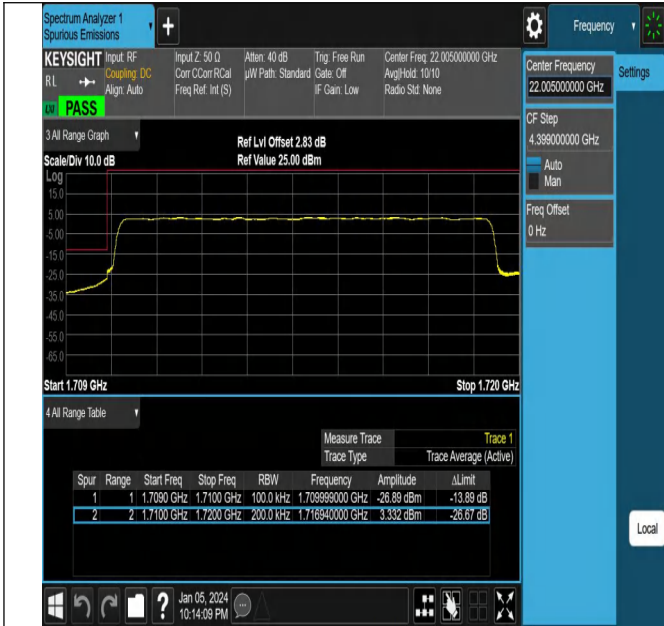 Spectrum Analyzer 1
Spurious Emissions
Frequency
KEYSIGHT Input: RF Input Z: 50 Ω Atten: 40 dB Trig: Free Run Center Freq: 22.005000000 GHz
RL Coupling: DC Corr CCorr RCal µW Path: Standard Gate: Off Avg|Hold: 10/10
Align: Auto Freq Ref: Int (S) IF Gain: Low Radio Std: None
PASS
Center Frequency
22.005000000 GHz
Settings
CF Step
4.399000000 GHz
Auto
Man
Freq Offset
0 Hz
3 All Range Graph
Ref Lvl Offset 2.83 dB
Scale/Div 10.0 dB Ref Value 25.00 dBm
Log
15.0
5.00
-5.00
-15.0
-25.0
-35.0
-45.0
-55.0
-65.0
Start 1.709 GHz Stop 1.720 GHz
4 All Range Table
Measure Trace Trace 1
Trace Type Trace Average (Active)
Spur Range Start Freq Stop Freq RBW Frequency Amplitude ΔLimit
1 1 1.7090 GHz 1.7100 GHz 100.0 kHz 1.709999000 GHz -26.89 dBm -13.89 dB
2 2 1.7100 GHz 1.7200 GHz 200.0 kHz 1.716940000 GHz 3.332 dBm -26.67 dB
Local
Jan 05, 2024
10:14:09 PM